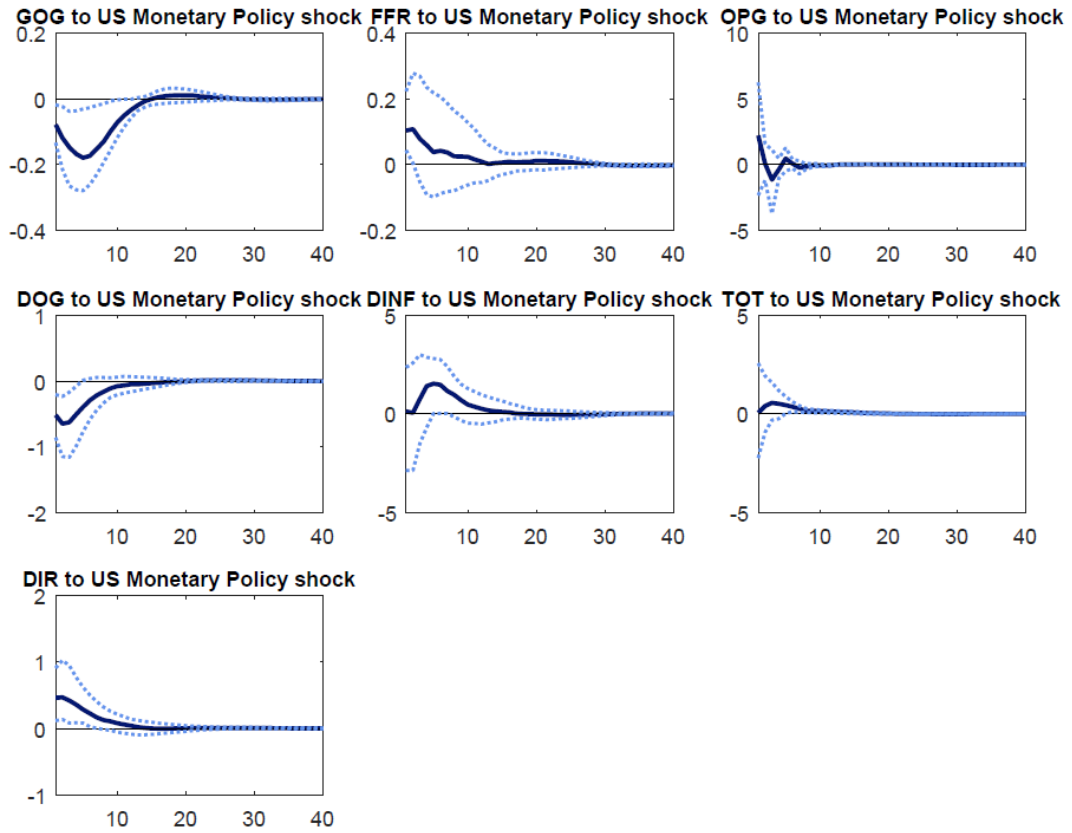 GOG to US Monetary Policy shock FFR to US Monetary Policy shock OPG to US Monetary Policy shock
0.2 0.4 10
0 0.2 5
-0.2 0 0
-0.4 -0.2 -5
10 20 30 40 10 20 30 40 10 20 30 40
DOG to US Monetary Policy shock DINF to US Monetary Policy shock TOT to US Monetary Policy shock
1 5 5
0 0 0
-1
-2 -5 -5
10 20 30 40 10 20 30 40 10 20 30 40
DIR to US Monetary Policy shock
2
1
0
-1
10 20 30 40